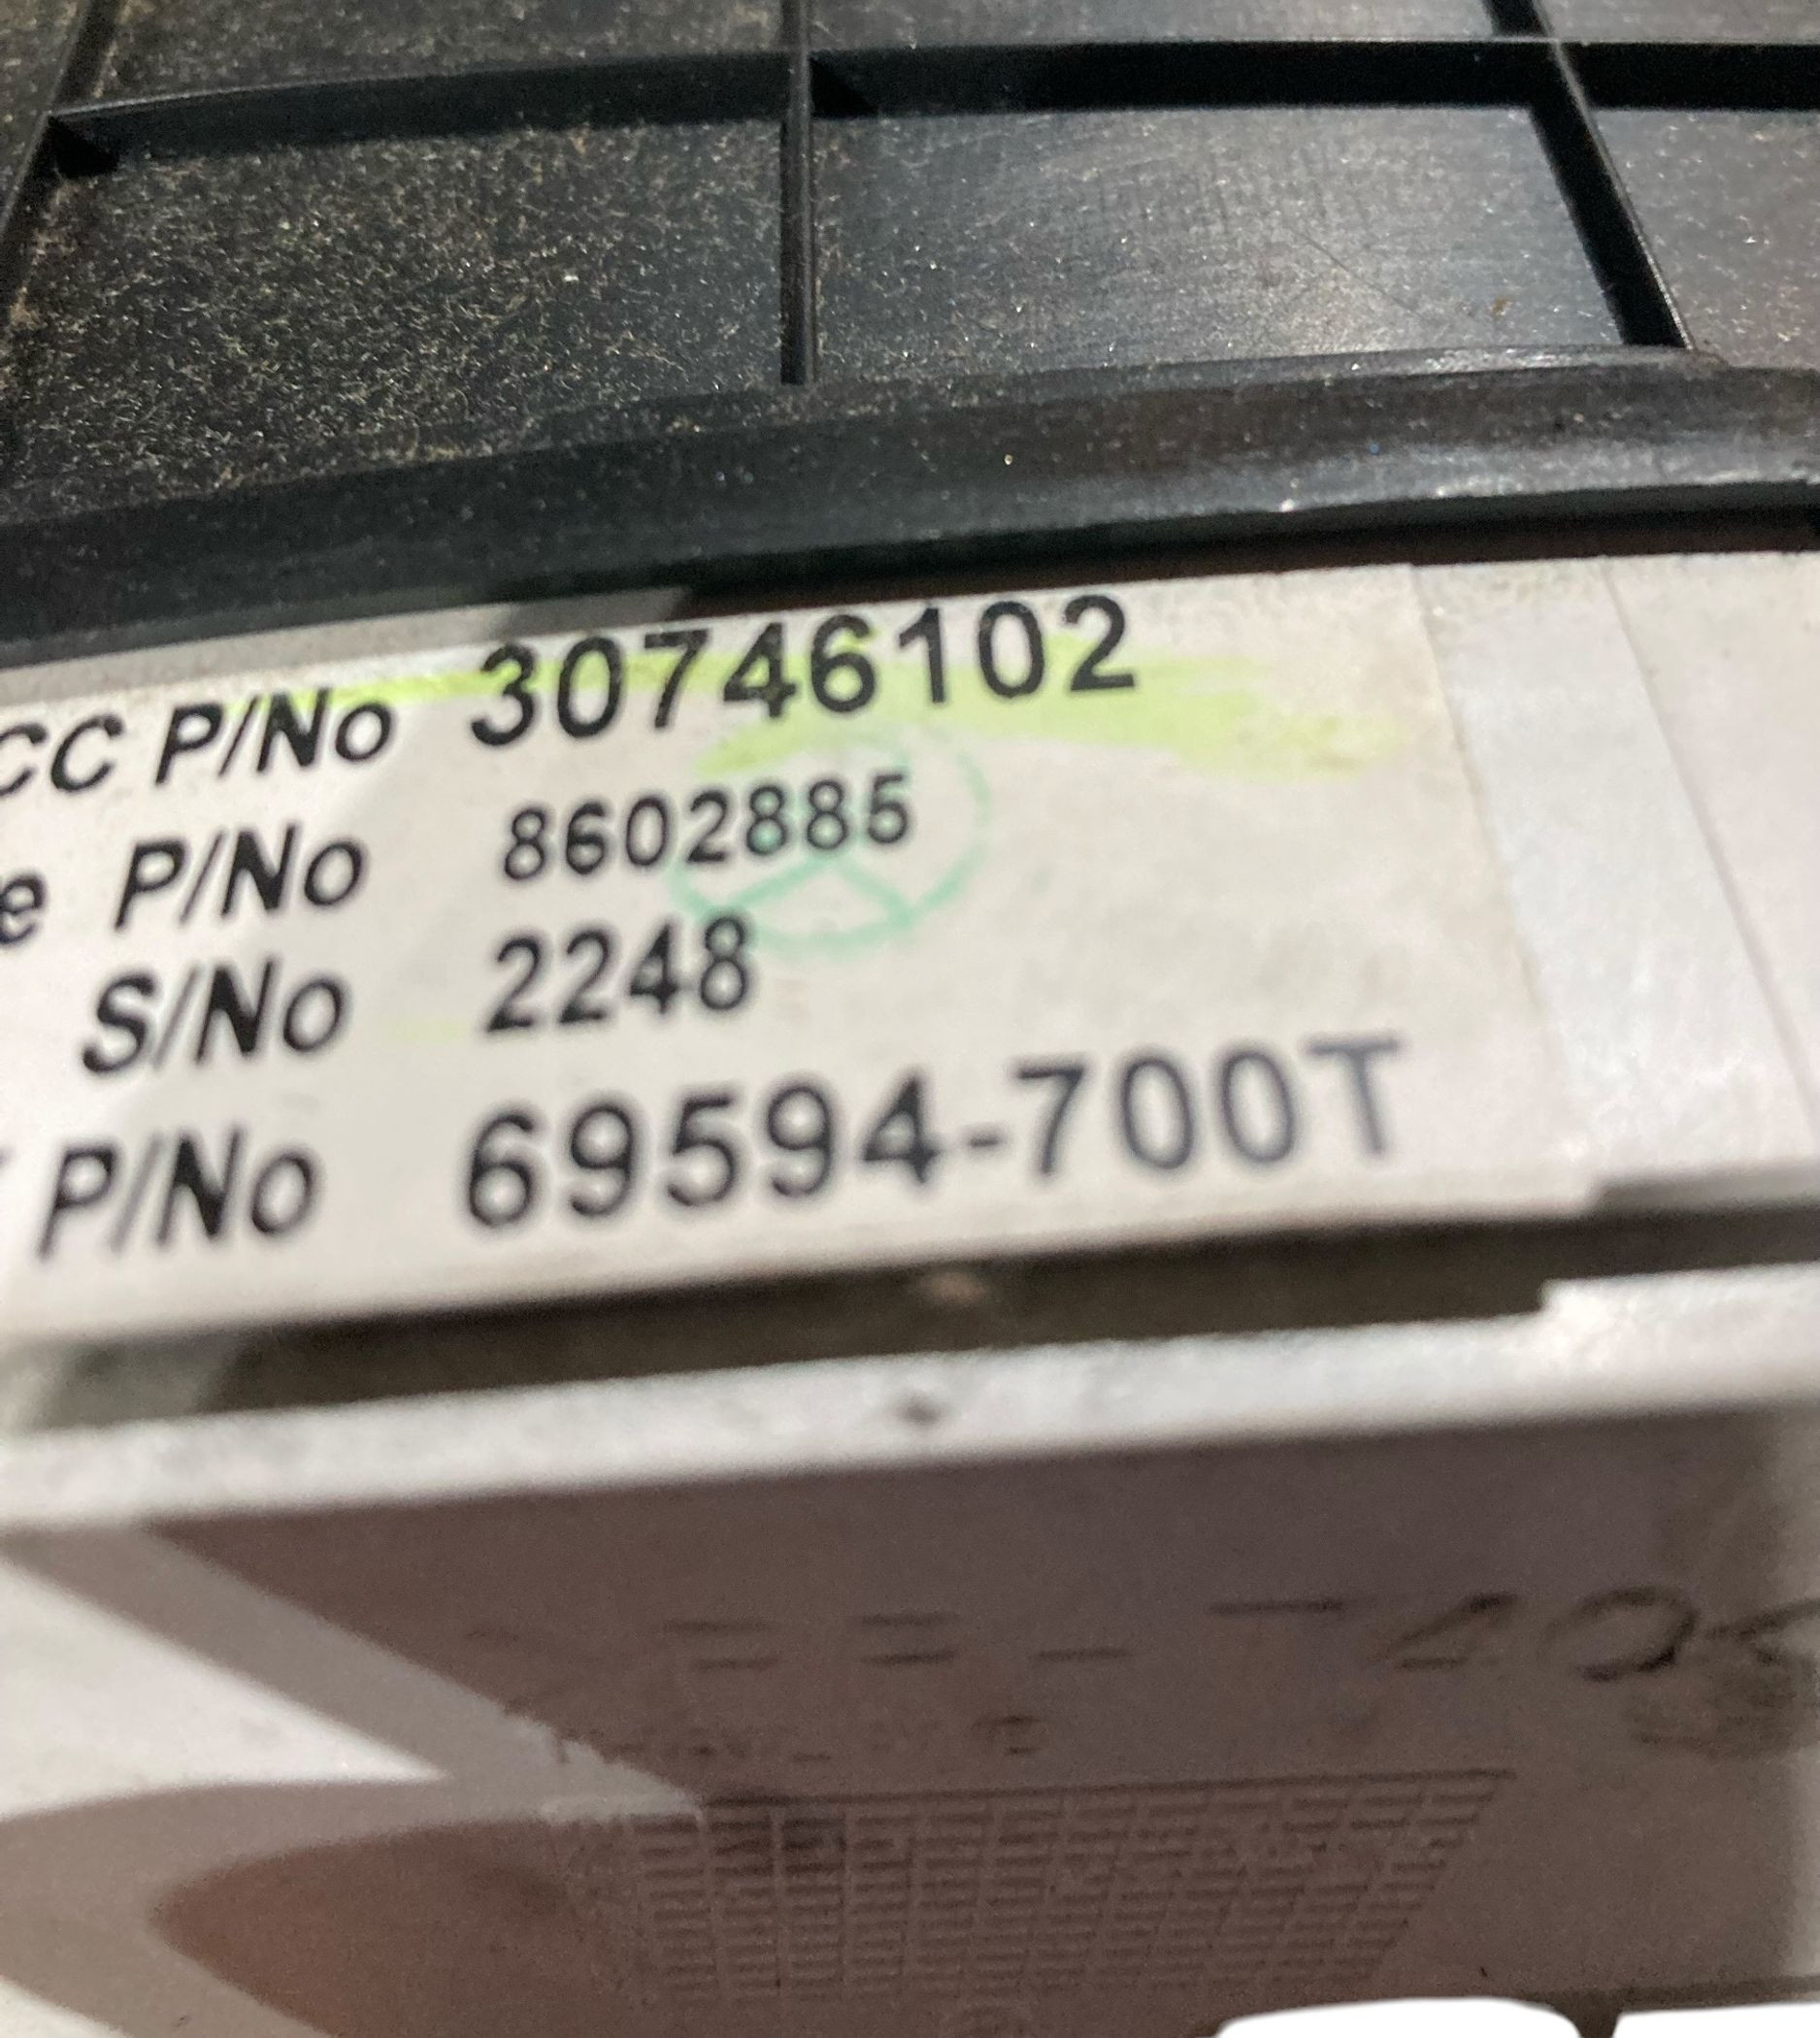 CC P/No 30746102
e P/No 8602885
S/No 2248
P/No 69594-700T